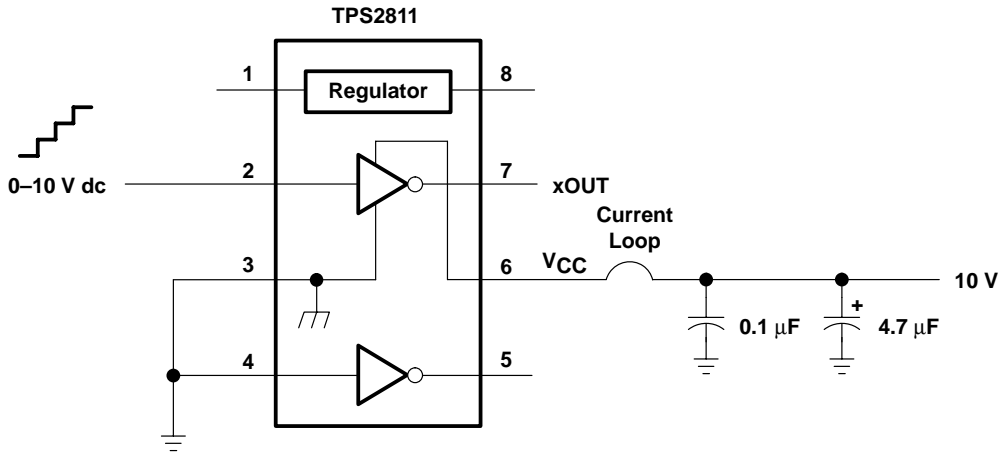 TPS2811
1
Regulator
8
0–10 V dc
2
7
xOUT
Current
Loop
3
6
VCC
10 V
+
0.1 μF
4.7 μF
4
5